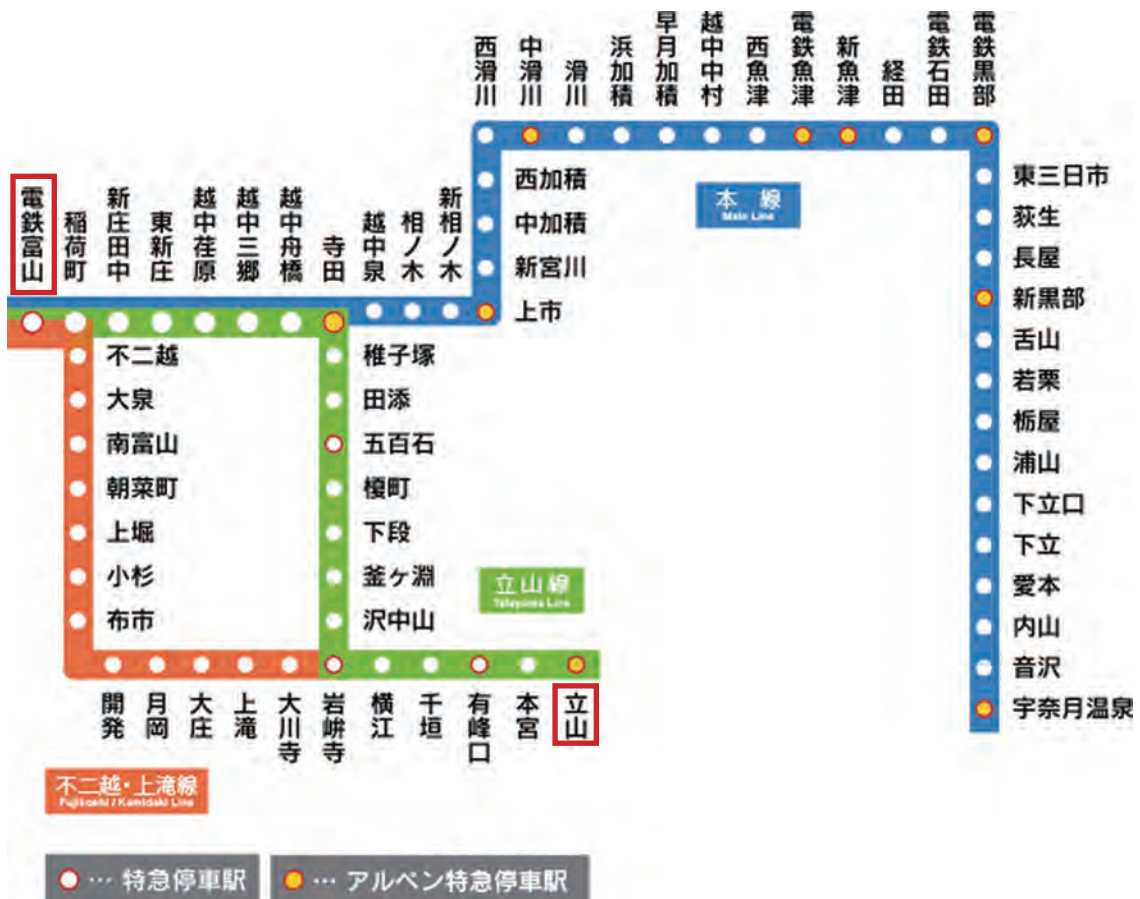 電鉄富山
稲荷町
新庄田中
東新庄
越中荏原
越中三郷
越中舟橋
寺田
越中泉
相ノ木
新相ノ木
上市
新宮川
中加積
西加積
西滑川
中滑川
滑川
浜加積
早月加積
越中中村
西魚津
電鉄魚津
新魚津
経田
電鉄石田
電鉄黒部
東三日市
荻生
長屋
新黒部
舌山
若栗
栃屋
浦山
下立口
下立
愛本
内山
音沢
宇奈月温泉
本線
Main Line
不二越
大泉
南富山
朝菜町
上堀
小杉
布市
開発
月岡
大庄
上滝
大川寺
岩峅寺
稚子塚
田添
五百石
榎町
下段
釜ヶ淵
沢中山
横江
千垣
有峰口
本宮
立山
立山線
Tateyama Line
不二越・上滝線
Fujikoshi / Kamidaki Line
… 特急停車駅
… アルペン特急停車駅